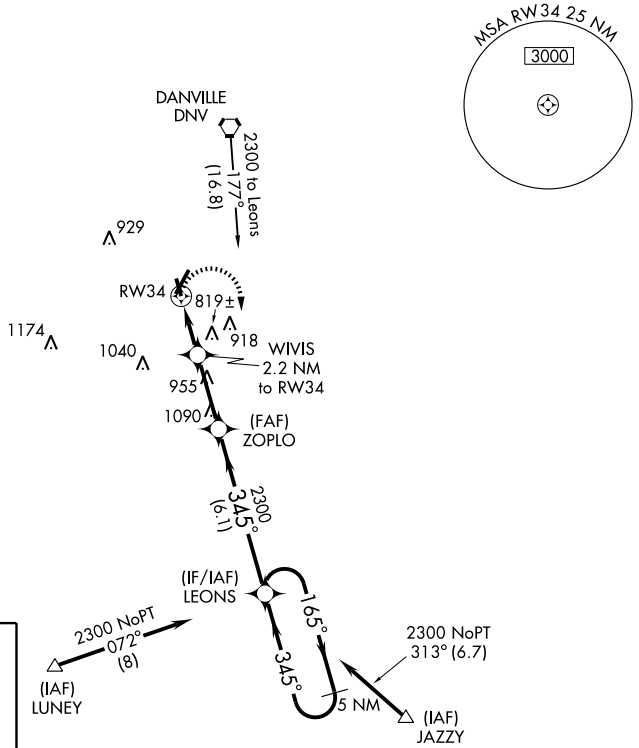 MSA RW34 25 NM
3000
DANVILLE
DNV
2300 to Leons
177°
(16.8)
929
RW34
819±
918
1174
1040
WIVIS
2.2 NM
to RW34
955
1090
(FAF)
ZOPLO
2300
345°
(6.1)
(IF/IAF)
LEONS
165°
345°
5 NM
2300 NoPT
072°
(8)
(IAF)
LUNEY
2300 NoPT
313° (6.7)
(IAF)
JAZZY